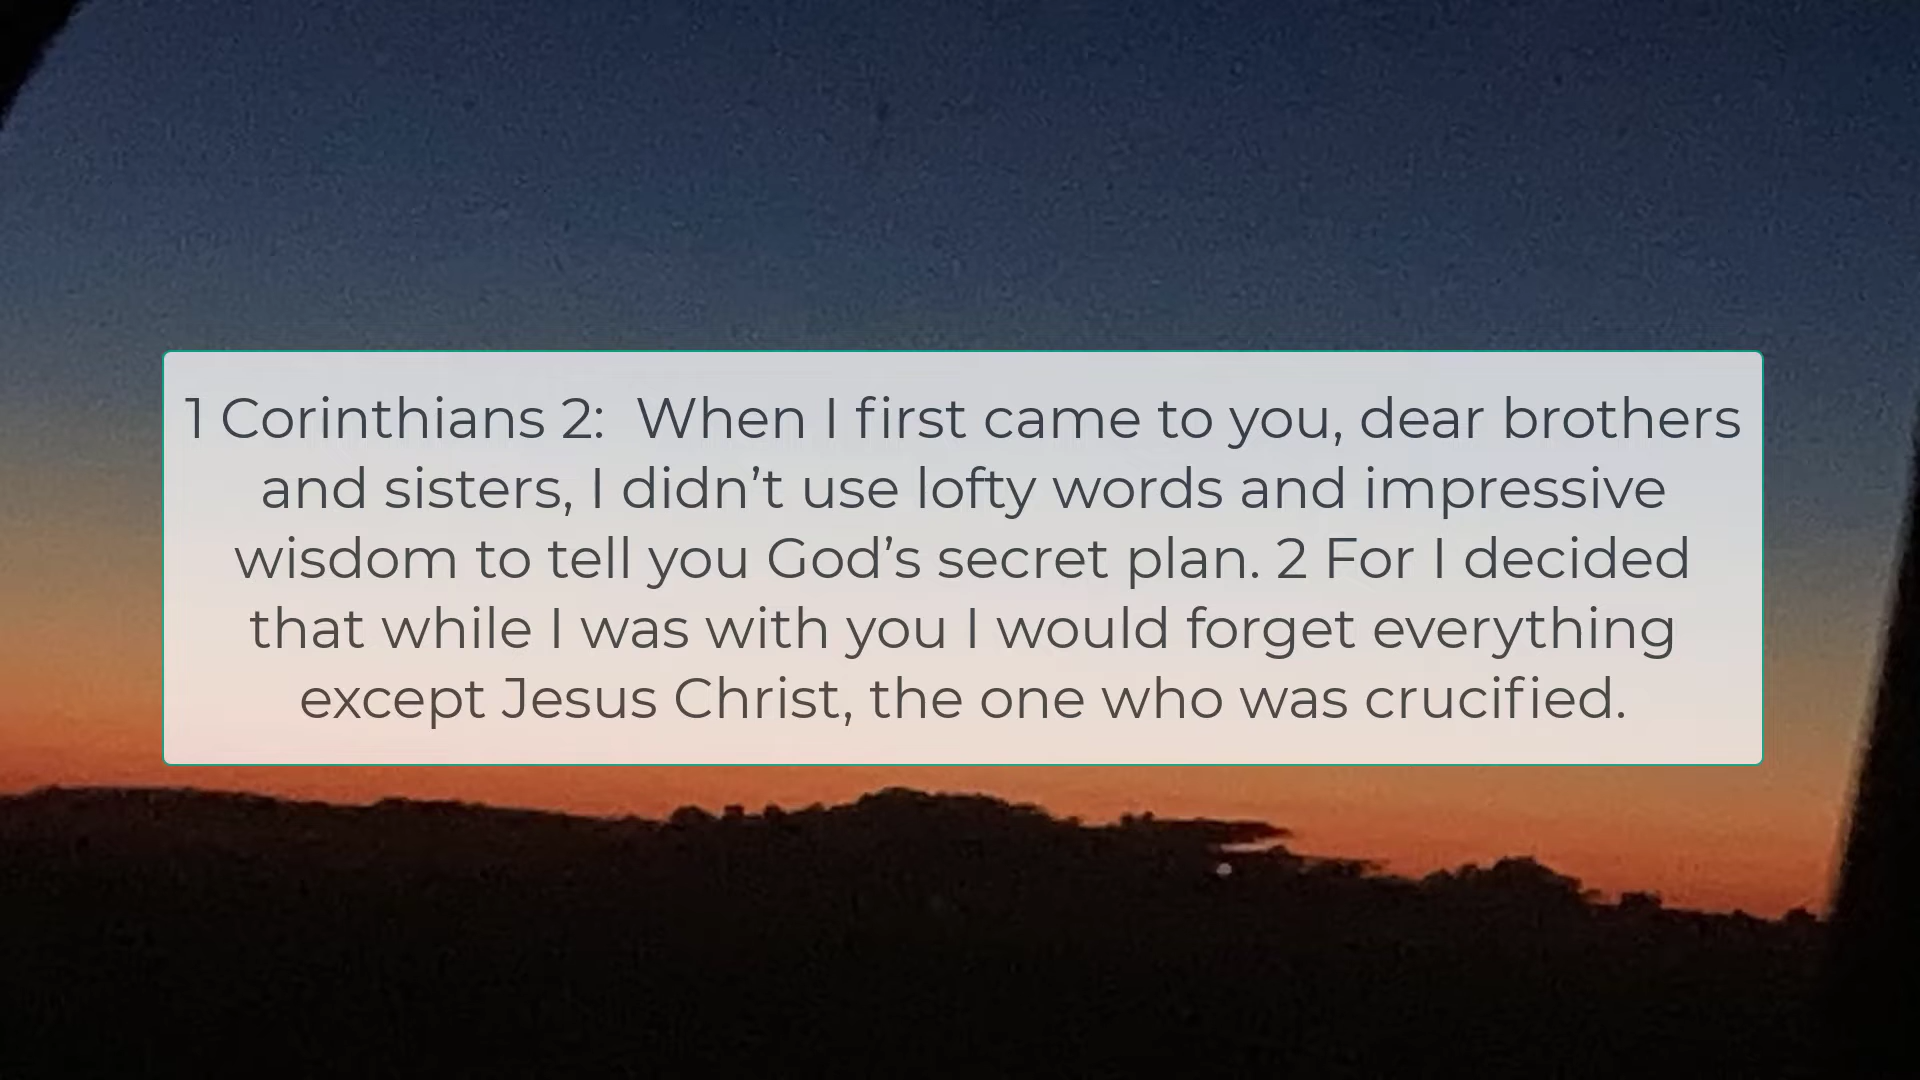 1 Corinthians 2:  When I first came to you, dear brothers
and sisters, I didn’t use lofty words and impressive
wisdom to tell you God’s secret plan. 2 For I decided
that while I was with you I would forget everything
except Jesus Christ, the one who was crucified.